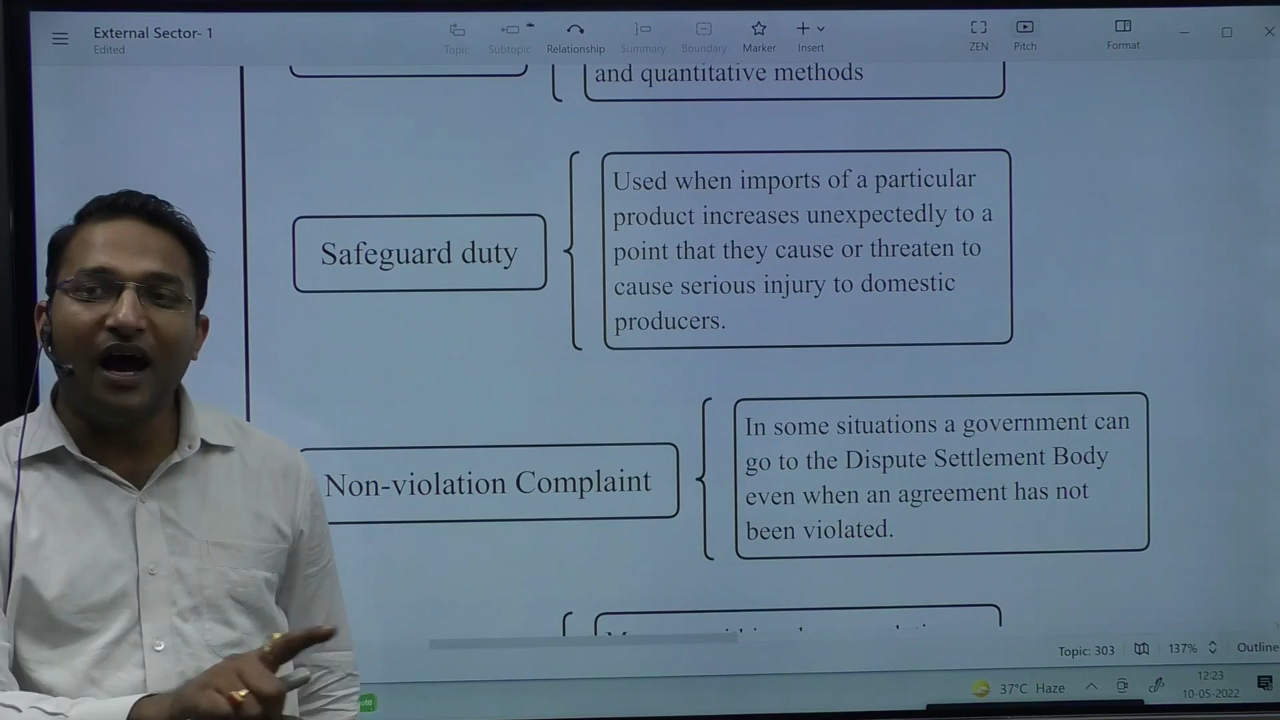 External Sector- 1
Edited
Topic
Subtopic
Relationship
Summary
Boundary
Marker
Insert
ZEN
Pitch
Format
and quantitative methods
Safeguard duty
Used when imports of a particular
product increases unexpectedly to a
point that they cause or threaten to
cause serious injury to domestic
producers.
Non-violation Complaint
In some situations a government can
go to the Dispute Settlement Body
even when an agreement has not
been violated.
Topic: 303
137%
Outline
37°C Haze
12:23
10-05-2022